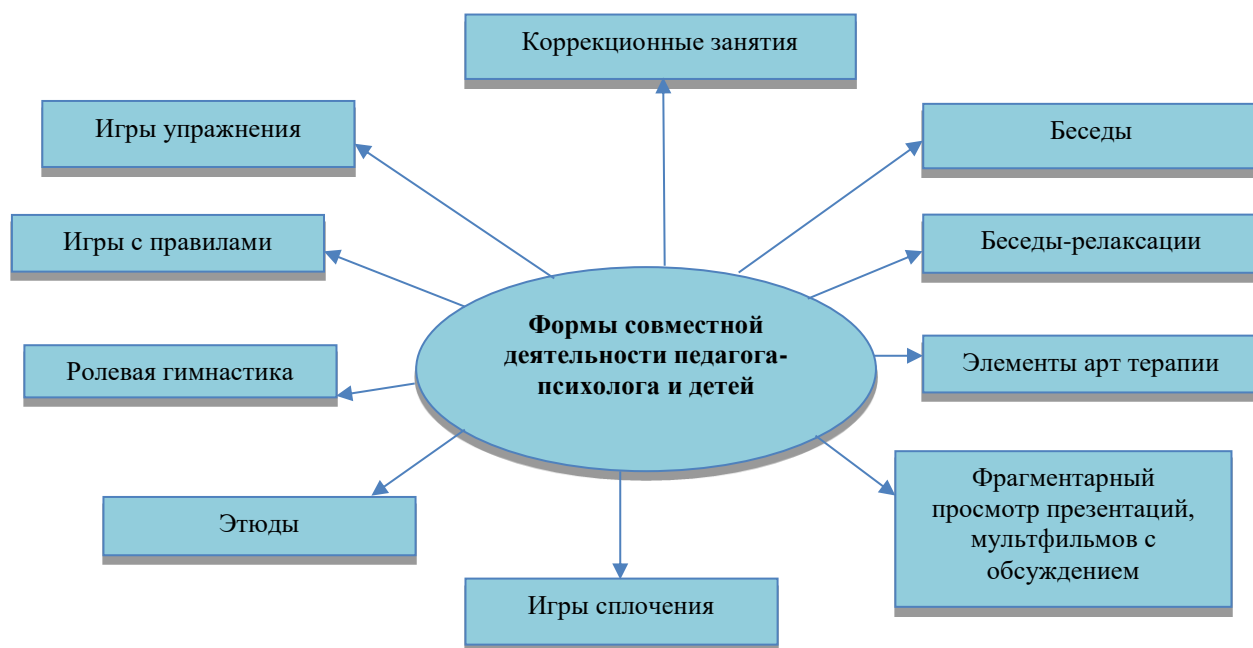 Коррекционные занятия
Игры упражнения
Беседы
Игры с правилами
Беседы-релаксации
Формы совместной
деятельности педагога-
психолога и детей
Ролевая гимнастика
Элементы арт терапии
Этюды
Фрагментарный
просмотр презентаций,
мультфильмов с
обсуждением
Игры сплочения